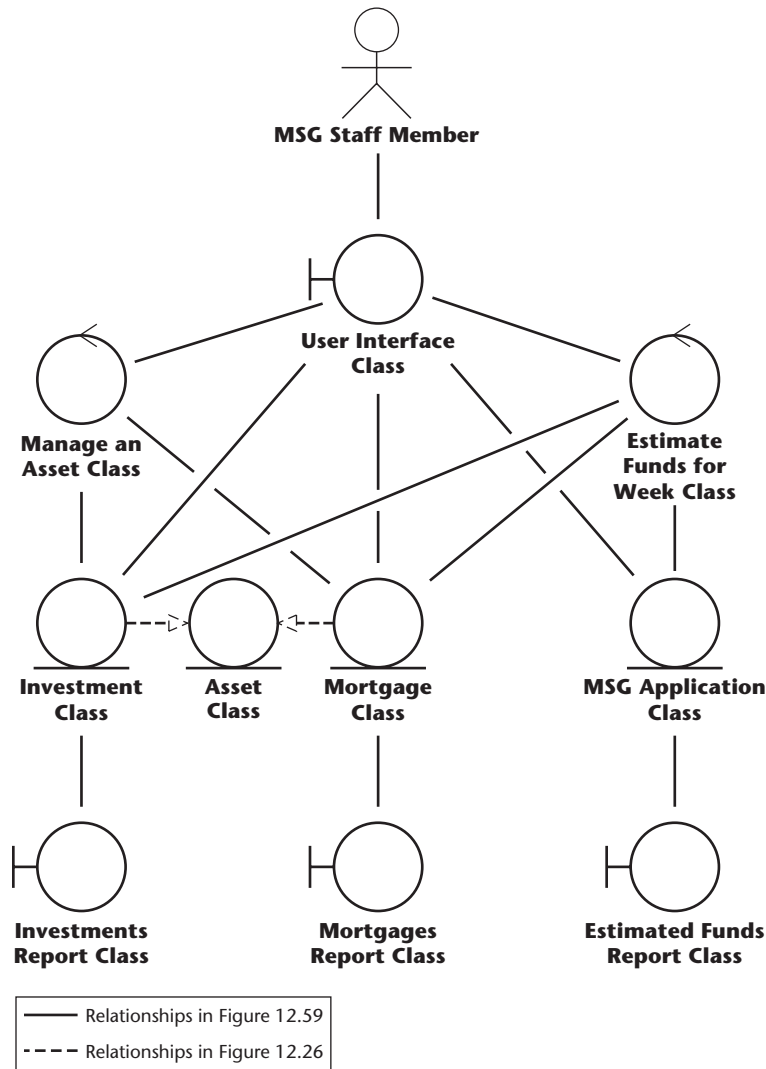 MSG Staff Member
User Interface
Class
Manage an
Asset Class
Estimate
Funds for
Week Class
Investment
Class
Asset
Class
Mortgage
Class
MSG Application
Class
Investments
Report Class
Mortgages
Report Class
Estimated Funds
Report Class
Relationships in Figure 12.59
Relationships in Figure 12.26